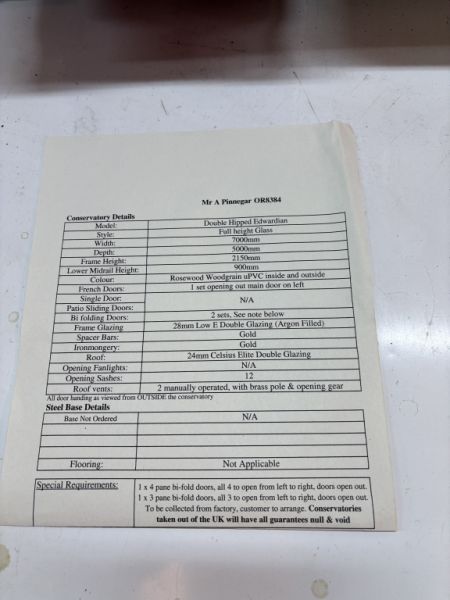 Mr A Pinnegar OR8384
Conservatory Details
Model: Double Hipped Edwardian
Style: Full height Glass
Width: 7000mm
Depth: 5000mm
Frame Height: 2150mm
Lower Midrail Height: 900mm
Colour: Rosewood Woodgrain uPVC inside and outside
French Doors: 1 set opening out main door on left
Single Door: N/A
Patio Sliding Doors:
Bi folding Doors: 2 sets, See note below
Frame Glazing 28mm Low E Double Glazing (Argon Filled)
Spacer Bars: Gold
Ironmongery: Gold
Roof: 24mm Celsius Elite Double Glazing
Opening Fanlights: N/A
Opening Sashes: 12
Roof vents: 2 manually operated, with brass pole & opening gear
All door handing as viewed from OUTSIDE the conservatory
Steel Base Details
Base Not Ordered N/A
Flooring: Not Applicable
Special Requirements: 1 x 4 pane bi-fold doors, all 4 to open from left to right, doors open out.
1 x 3 pane bi-fold doors, all 3 to open from left to right, doors open out.
To be collected from factory, customer to arrange. Conservatories
taken out of the UK will have all guarantees null & void